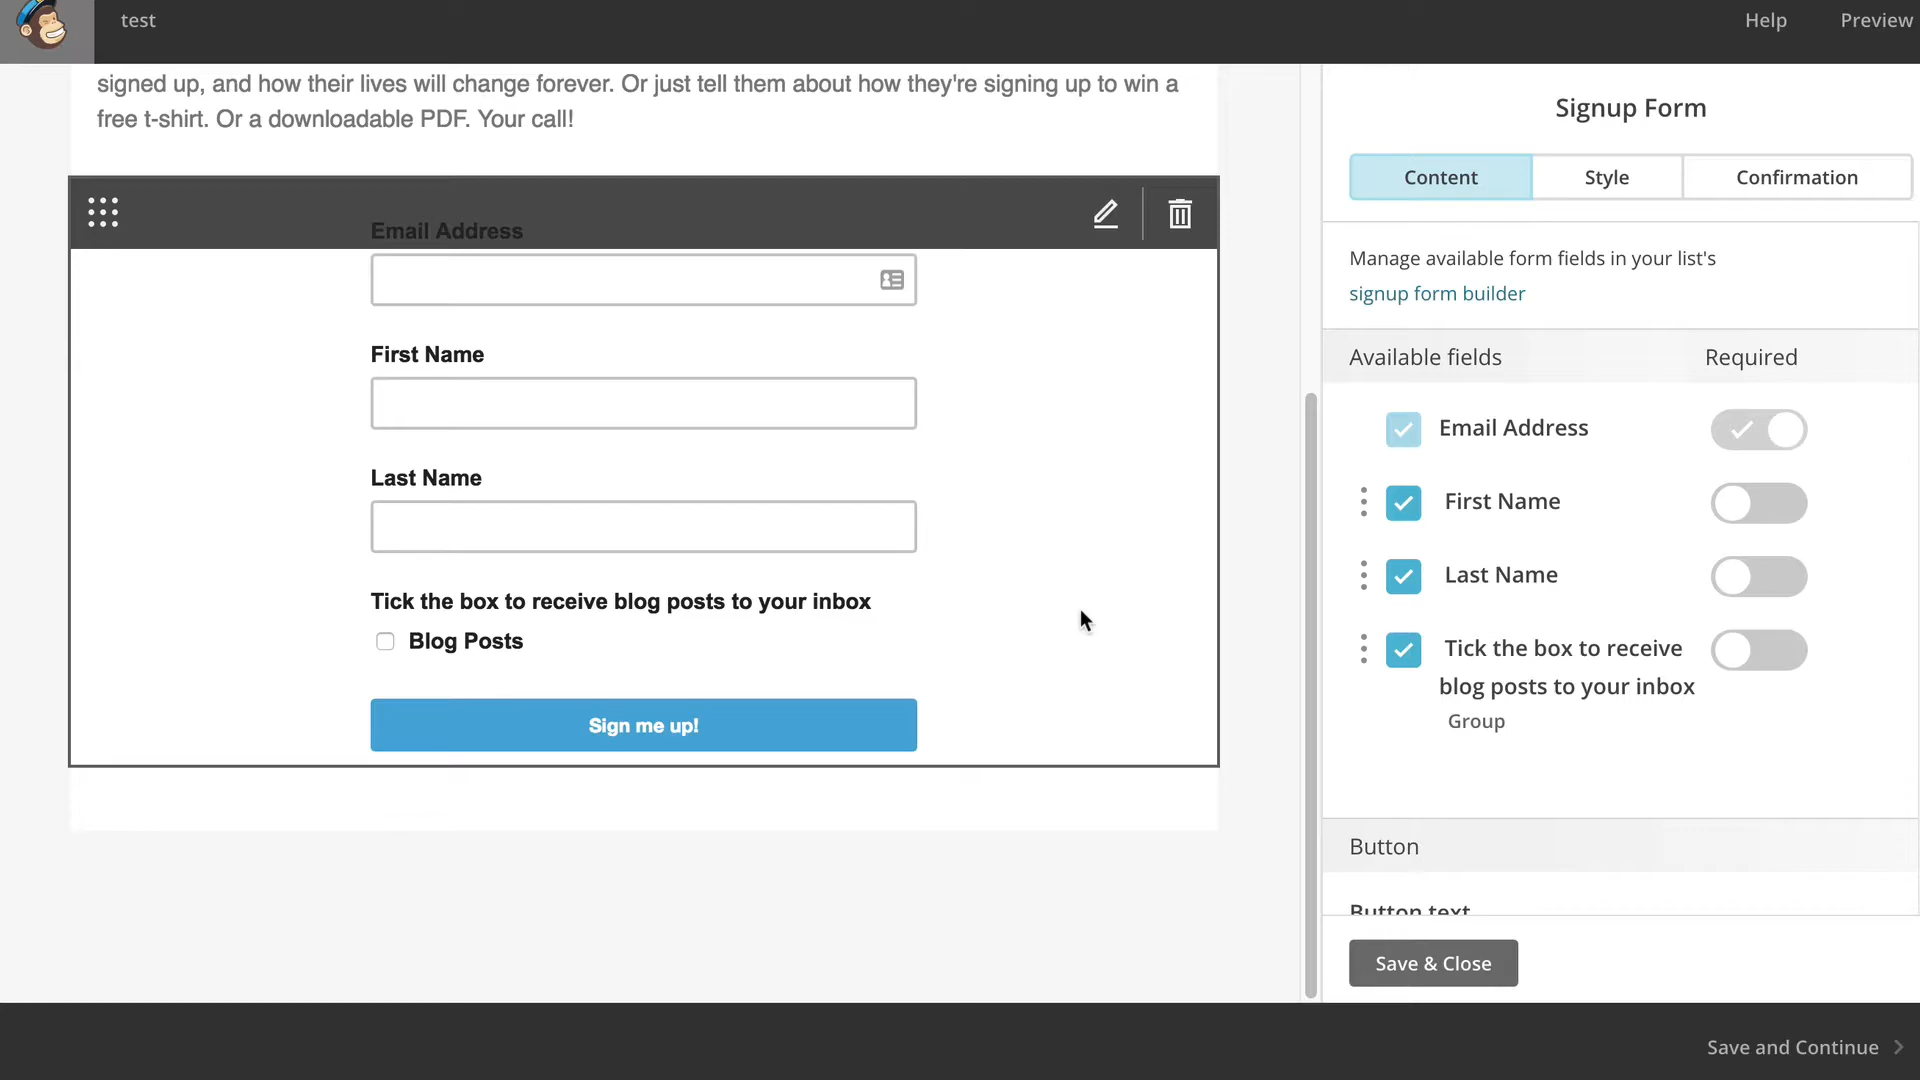 test
Help
Preview
signed up, and how their lives will change forever. Or just tell them about how they're signing up to win a
free t-shirt. Or a downloadable PDF. Your call!
Email Address
First Name
Last Name
Tick the box to receive blog posts to your inbox
Blog Posts
Sign me up!
Signup Form
Content
Style
Confirmation
Manage available form fields in your list's
signup form builder
Available fields
Required
Email Address
First Name
Last Name
Tick the box to receive
blog posts to your inbox
Group
Button
Button text
Save & Close
Save and Continue